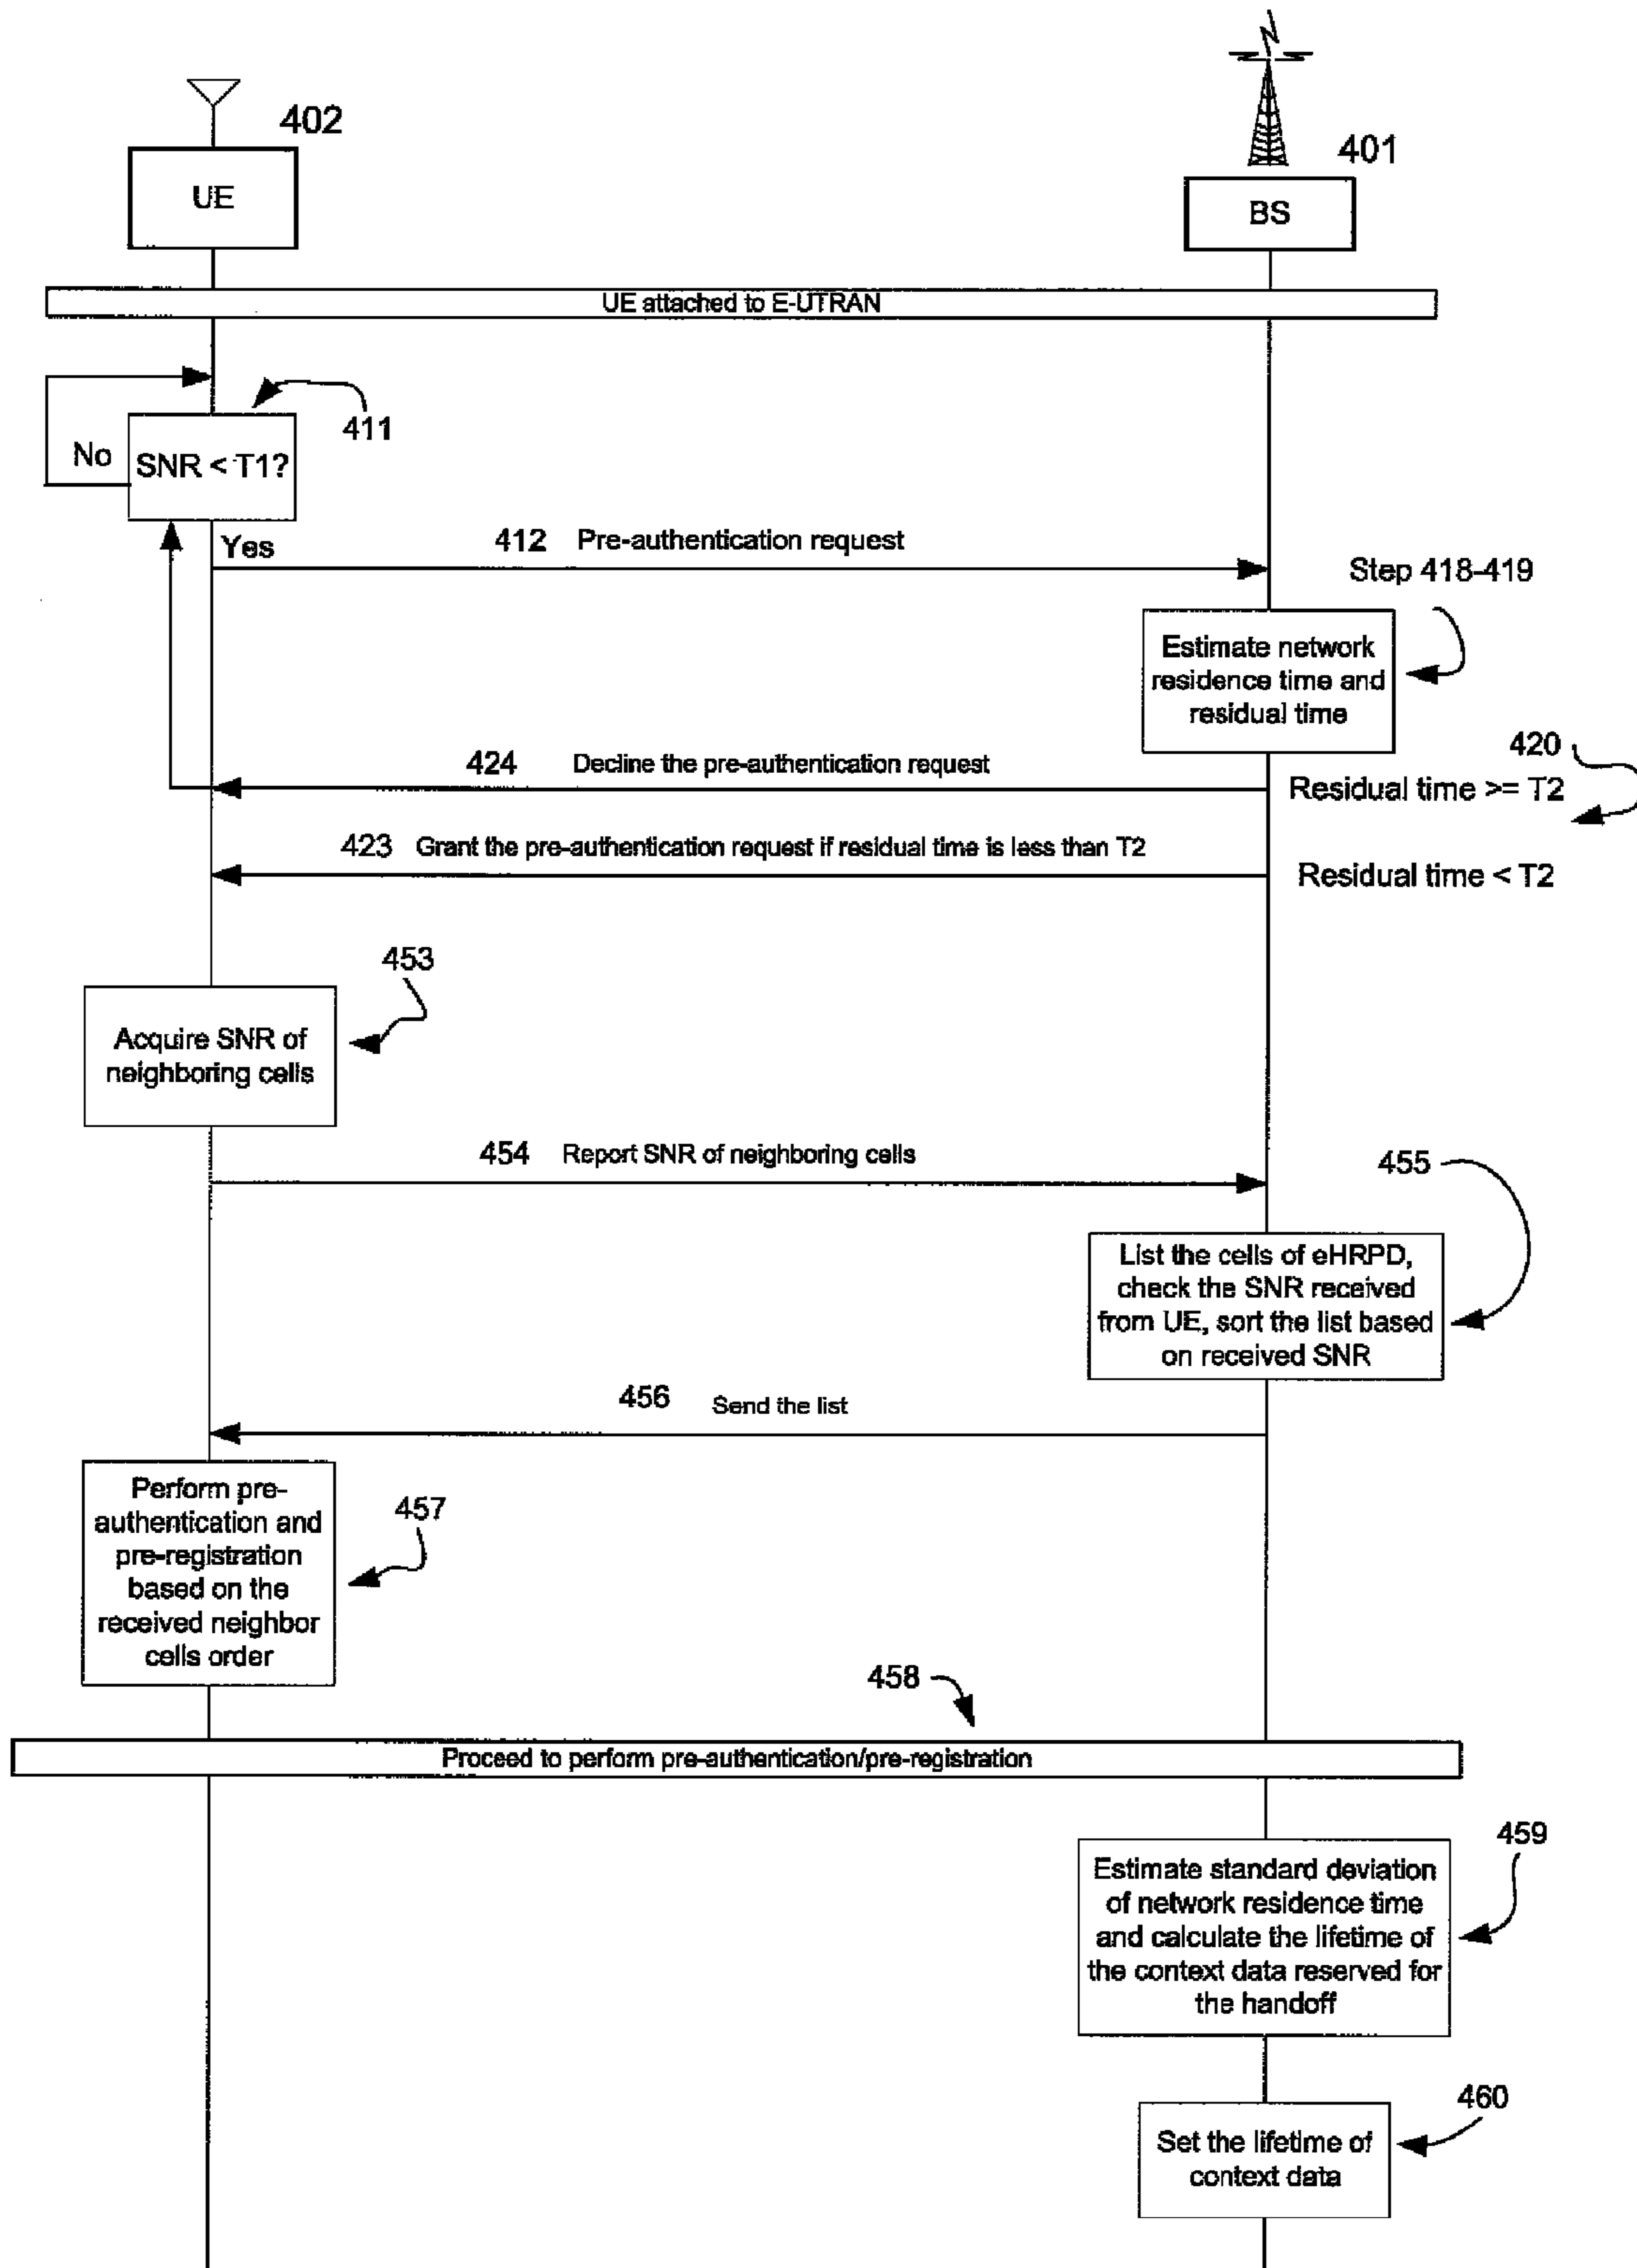 402
UE
401
BS
UE attached to E-UTRAN
411
No
SNR < T1?
Yes
412 Pre-authentication request
Step 418-419
Estimate network
residence time and
residual time
420
424 Decline the pre-authentication request
Residual time >= T2
423 Grant the pre-authentication request if residual time is less than T2
Residual time < T2
453
Acquire SNR of
neighboring cells
454 Report SNR of neighboring cells
455
List the cells of eHRPD,
check the SNR received
from UE, sort the list based
on received SNR
456 Send the list
Perform pre-
authentication and
pre-registration
based on the
received neighbor
cells order
457
458
Proceed to perform pre-authentication/pre-registration
459
Estimate standard deviation
of network residence time
and calculate the lifetime of
the context data reserved for
the handoff
460
Set the lifetime of
context data